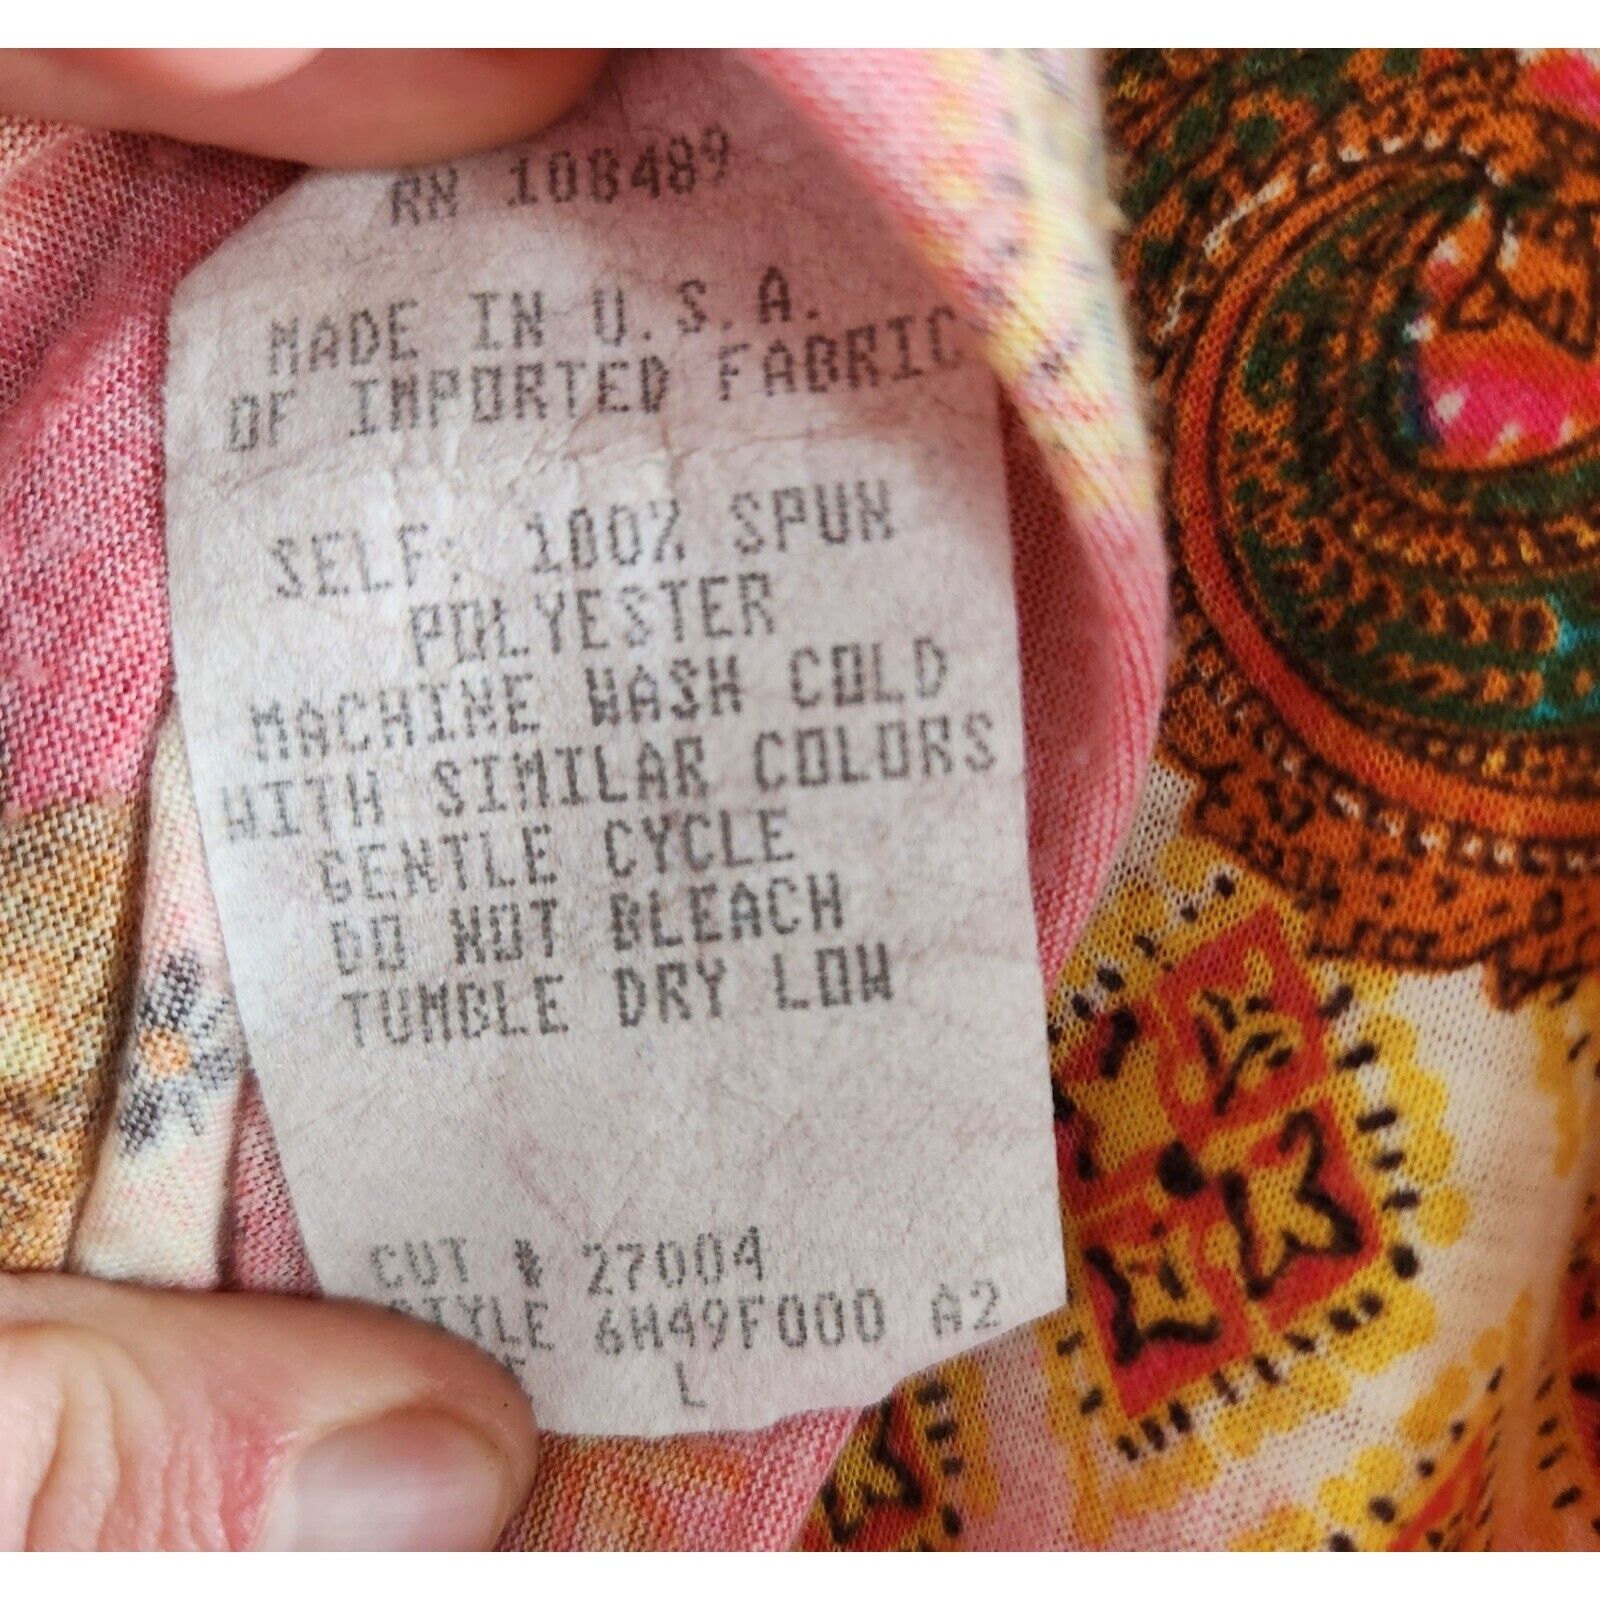 RN 108489
MADE IN U.S.A.
OF IMPORTED FABRIC
SELF: 100% SPUN
POLYESTER
MACHINE WASH COLD
WITH SIMILAR COLORS
GENTLE CYCLE
DO NOT BLEACH
TUMBLE DRY LOW
CUT # 27004
STYLE 6H49F000 A2
L